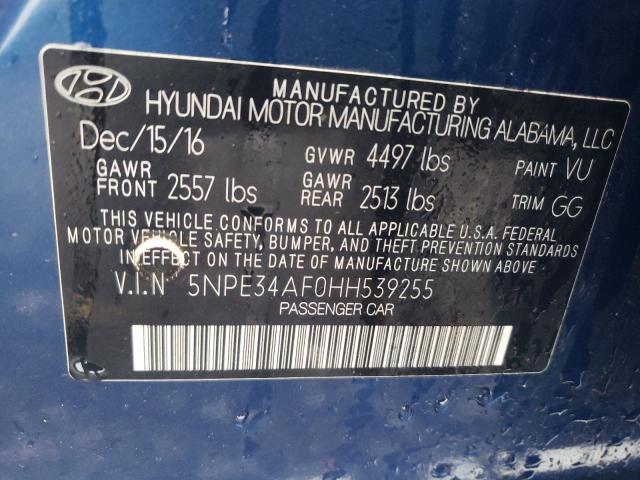 MANUFACTURED BY
HYUNDAI MOTOR MANUFACTURING ALABAMA, LLC
Dec/15/16 GVWR 4497 lbs PAINT VU
GAWR FRONT 2557 lbs GAWR REAR 2513 lbs TRIM GG
THIS VEHICLE CONFORMS TO ALL APPLICABLE U.S.A. FEDERAL
MOTOR VEHICLE SAFETY, BUMPER, AND THEFT PREVENTION STANDARDS
IN EFFECT ON THE DATE OF MANUFACTURE SHOWN ABOVE
V.I.N 5NPE34AF0HH539255
PASSENGER CAR